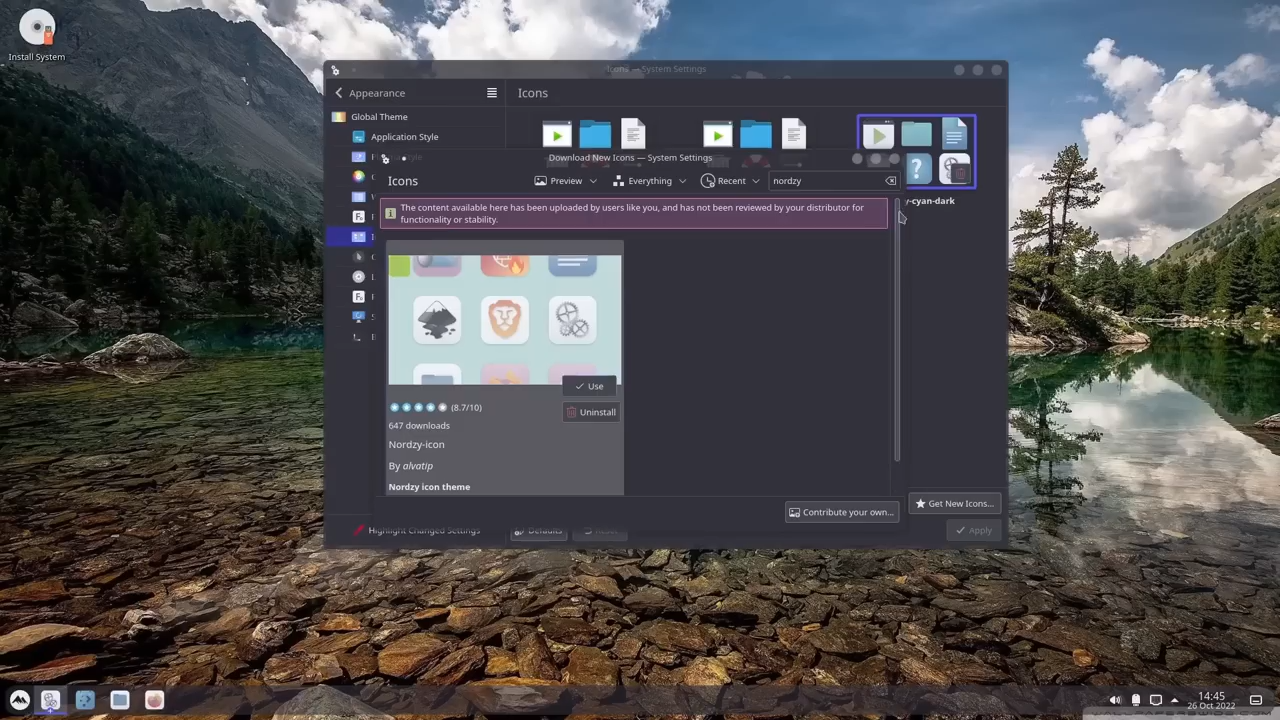 Install System
Icons — System Settings
Appearance
Icons
Global Theme
Application Style
Download New Icons — System Settings
Icons
Preview
Everything
Recent
nordzy
The content available here has been uploaded by users like you, and has not been reviewed by your distributor for
functionality or stability.
y-cyan-dark
Use
(8.7/10)
Uninstall
647 downloads
Nordzy-icon
By alvatip
Nordzy icon theme
Get New Icons...
Contribute your own...
Highlight Changed Settings
Defaults
Reset
Apply
14:45
26 Oct 2022